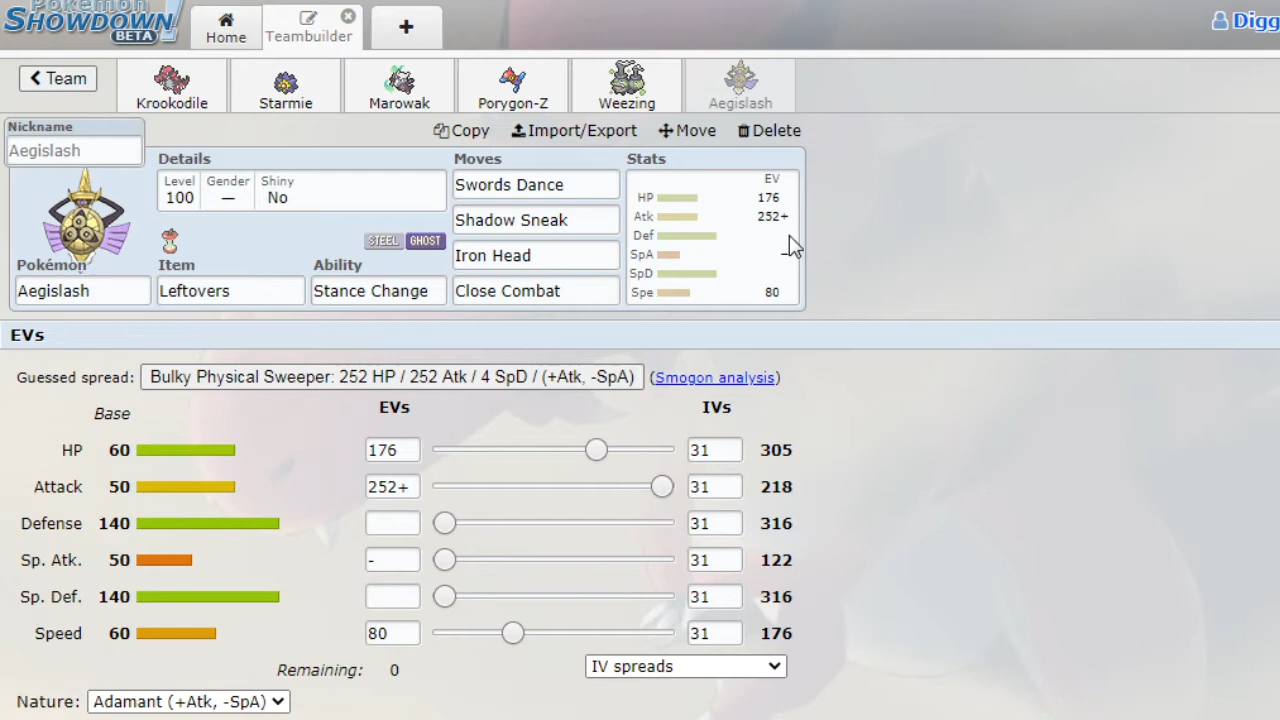 Pokémon
SHOWDOWN!
BETA
Home
Teambuilder
+
Digg
Team
Krookodile
Starmie
Marowak
Porygon-Z
Weezing
Aegislash
Nickname
Aegislash
Copy Import/Export Move Delete
Details
Level Gender Shiny
100 — No
STEEL GHOST
Pokémon
Aegislash
Item
Leftovers
Ability
Stance Change
Moves
Swords Dance
Shadow Sneak
Iron Head
Close Combat
Stats
EV
HP 176
Atk 252+
Def
SpA −
SpD
Spe 80
EVs
Guessed spread: Bulky Physical Sweeper: 252 HP / 252 Atk / 4 SpD / (+Atk, -SpA) (Smogon analysis)
Base EVs IVs
HP 60 176 31 305
Attack 50 252+ 31 218
Defense 140 31 316
Sp. Atk. 50 - 31 122
Sp. Def. 140 31 316
Speed 60 80 31 176
Remaining: 0 IV spreads
Nature: Adamant (+Atk, -SpA)